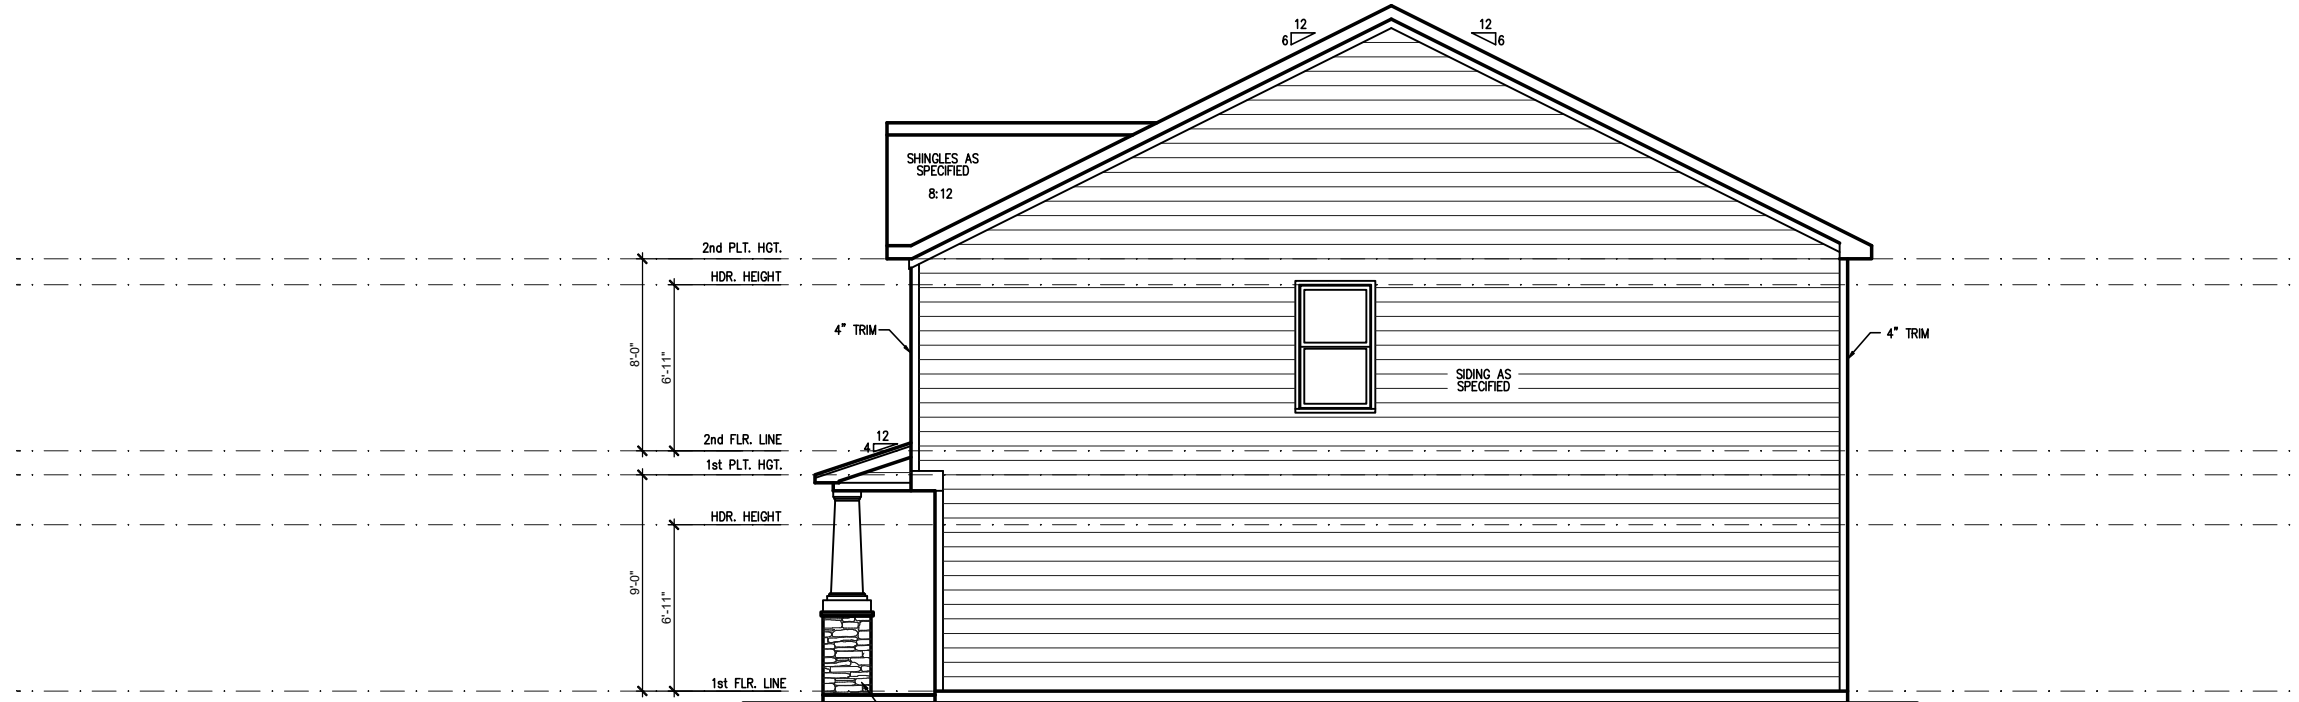 12
6
12
6
SHINGLES AS
SPECIFIED
8:12
2nd PLT. HGT.
HDR. HEIGHT
4" TRIM
4" TRIM
8'-0"
6'-11"
SIDING AS
SPECIFIED
12
4
2nd FLR. LINE
1st PLT. HGT.
HDR. HEIGHT
9'-0"
6'-11"
1st FLR. LINE